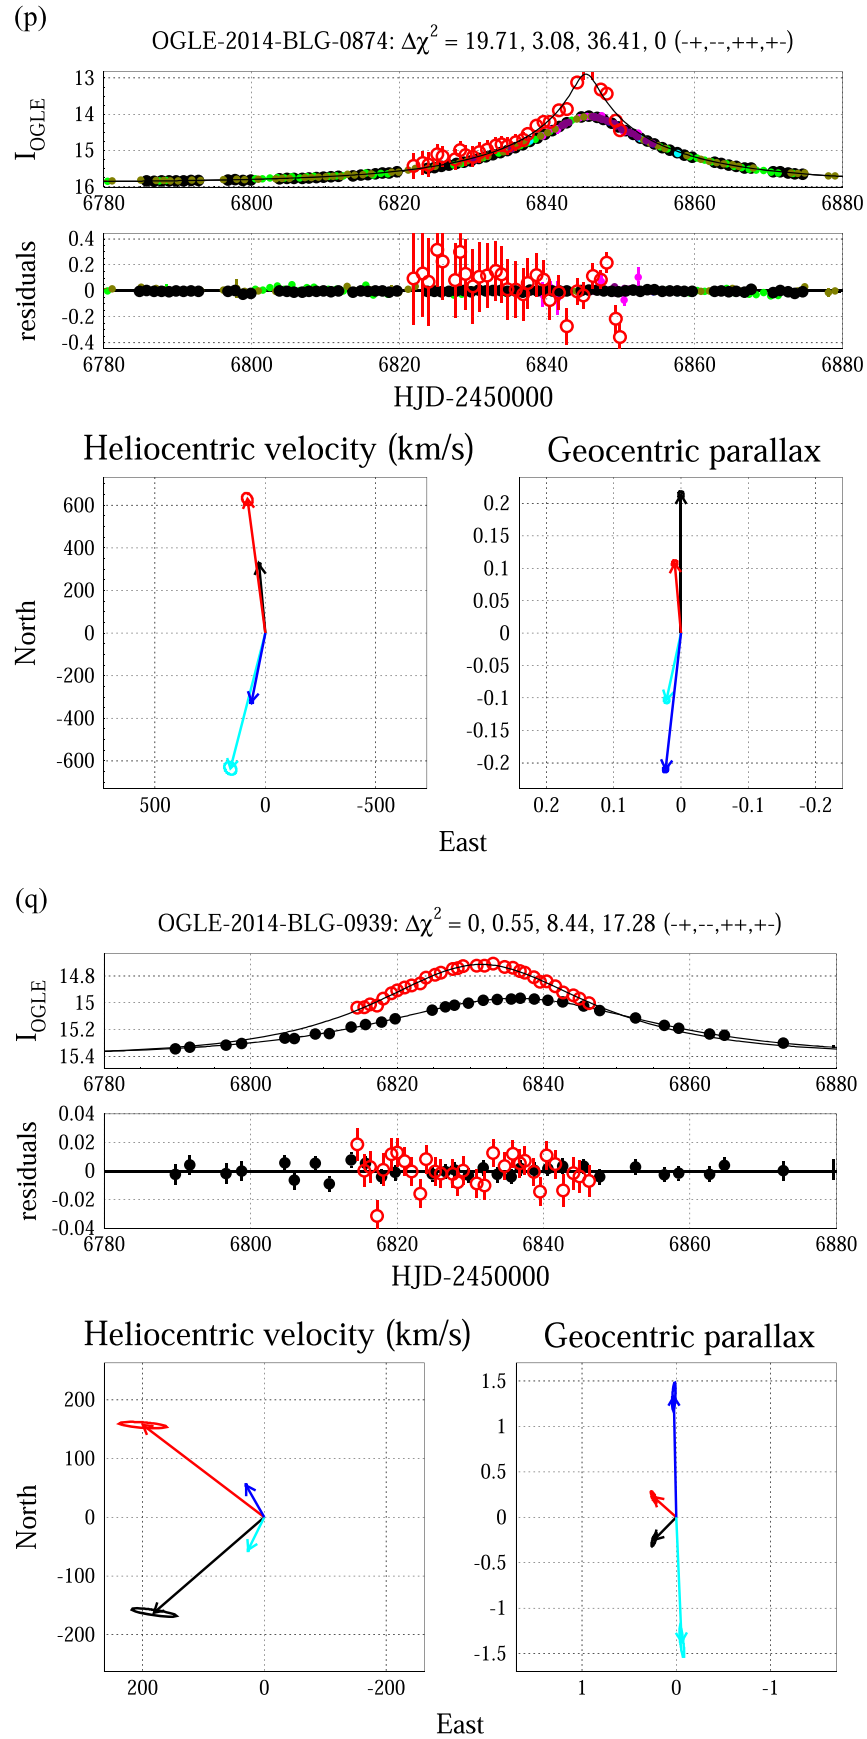 (p)
OGLE-2014-BLG-0874: Δχ² = 19.71, 3.08, 36.41, 0 (-+,--,++,+-)
I_OGLE
13
14
15
16
6780 6800 6820 6840 6860 6880
residuals
0.4
0.2
0
-0.2
-0.4
6780 6800 6820 6840 6860 6880
HJD-2450000
Heliocentric velocity (km/s) Geocentric parallax
North
600
400
200
0
-200
-400
-600
500 0 -500
0.2
0.15
0.1
0.05
0
-0.05
-0.1
-0.15
-0.2
0.2 0.1 0 -0.1 -0.2
East
(q)
OGLE-2014-BLG-0939: Δχ² = 0, 0.55, 8.44, 17.28 (-+,--,++,+-)
I_OGLE
14.8
15
15.2
15.4
6780 6800 6820 6840 6860 6880
residuals
0.04
0.02
0
-0.02
-0.04
6780 6800 6820 6840 6860 6880
HJD-2450000
Heliocentric velocity (km/s) Geocentric parallax
North
200
100
0
-100
-200
200 0 -200
1.5
1
0.5
0
-0.5
-1
-1.5
1 0 -1
East